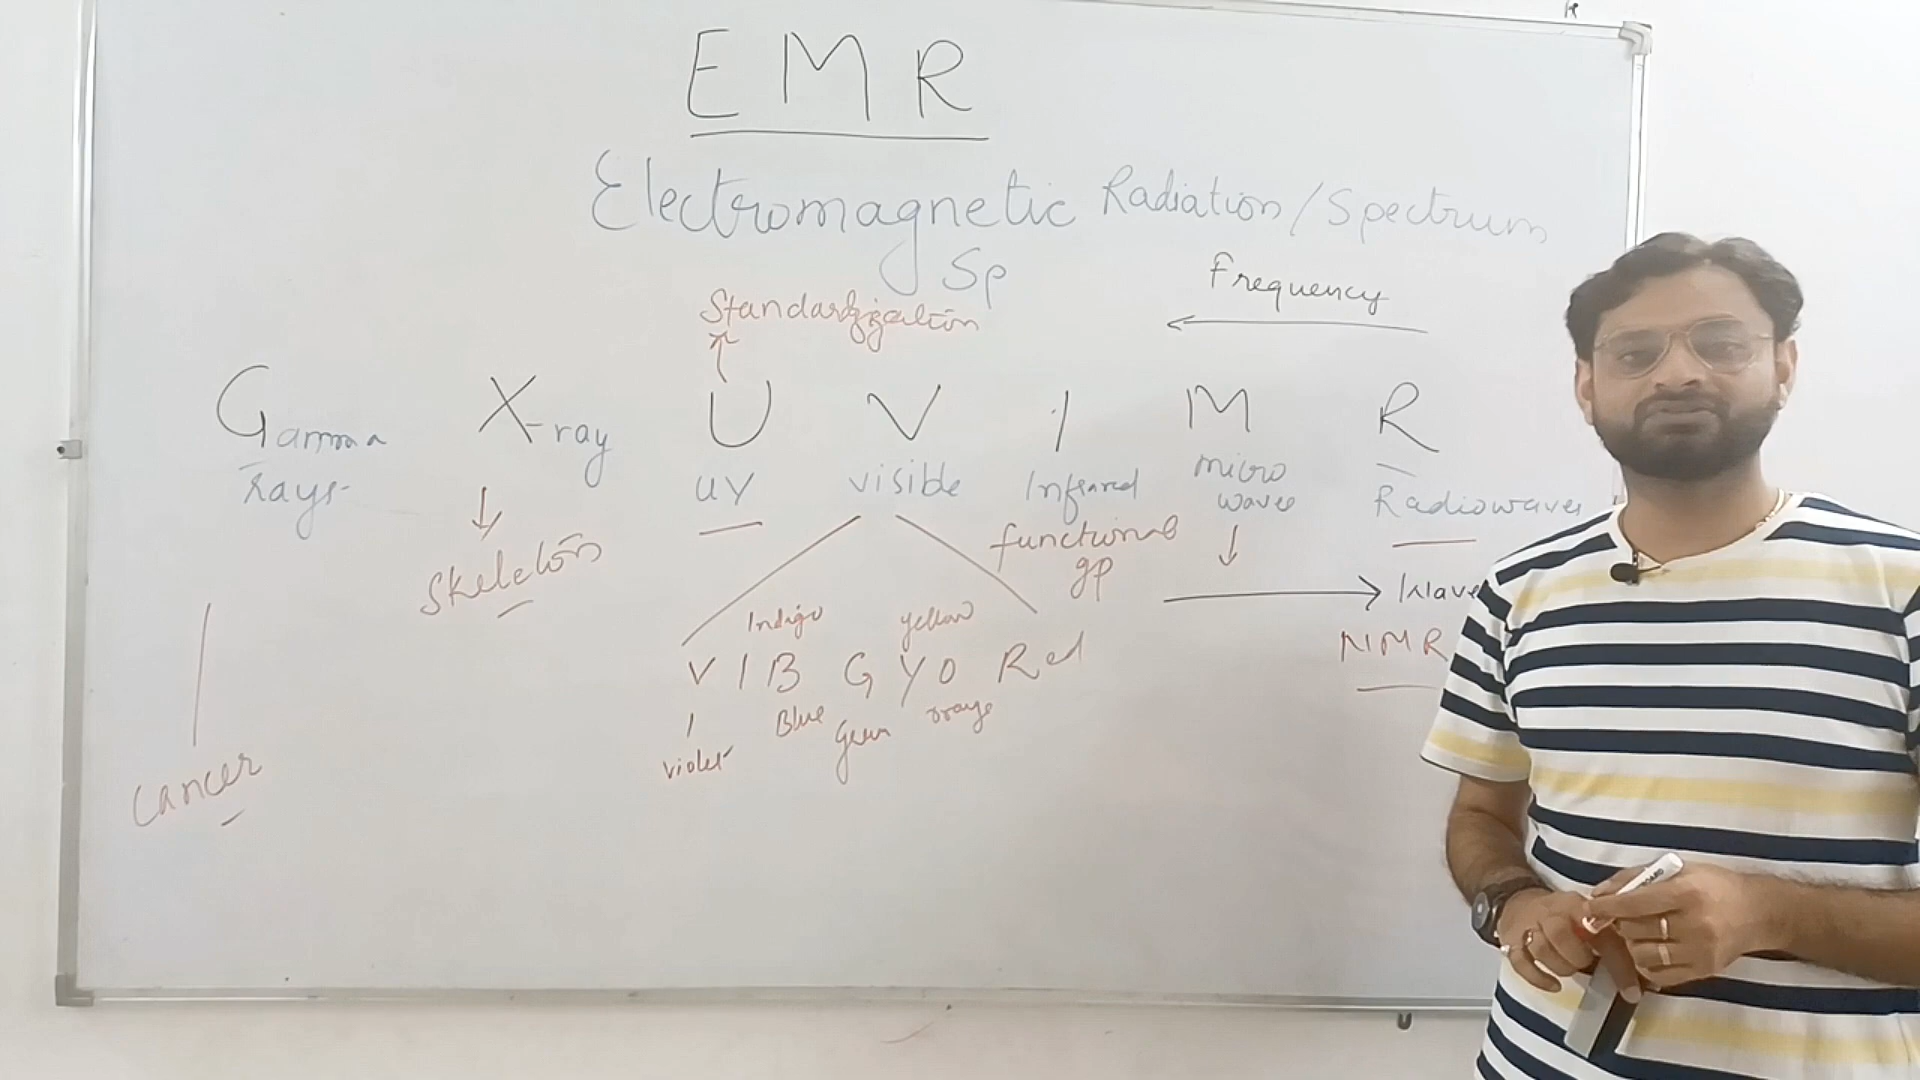 EMR
Electromagnetic Radiation/Spectrum
Sp
Frequency
Standardization
G X-ray U V I M R
Gamma rays
UV
visible
Infrared
micro waves
Radiowaves
skeleton
functional gp
NMR
Indigo yellow
V I B G Y O Red
Blue Green orange
violet
cancer